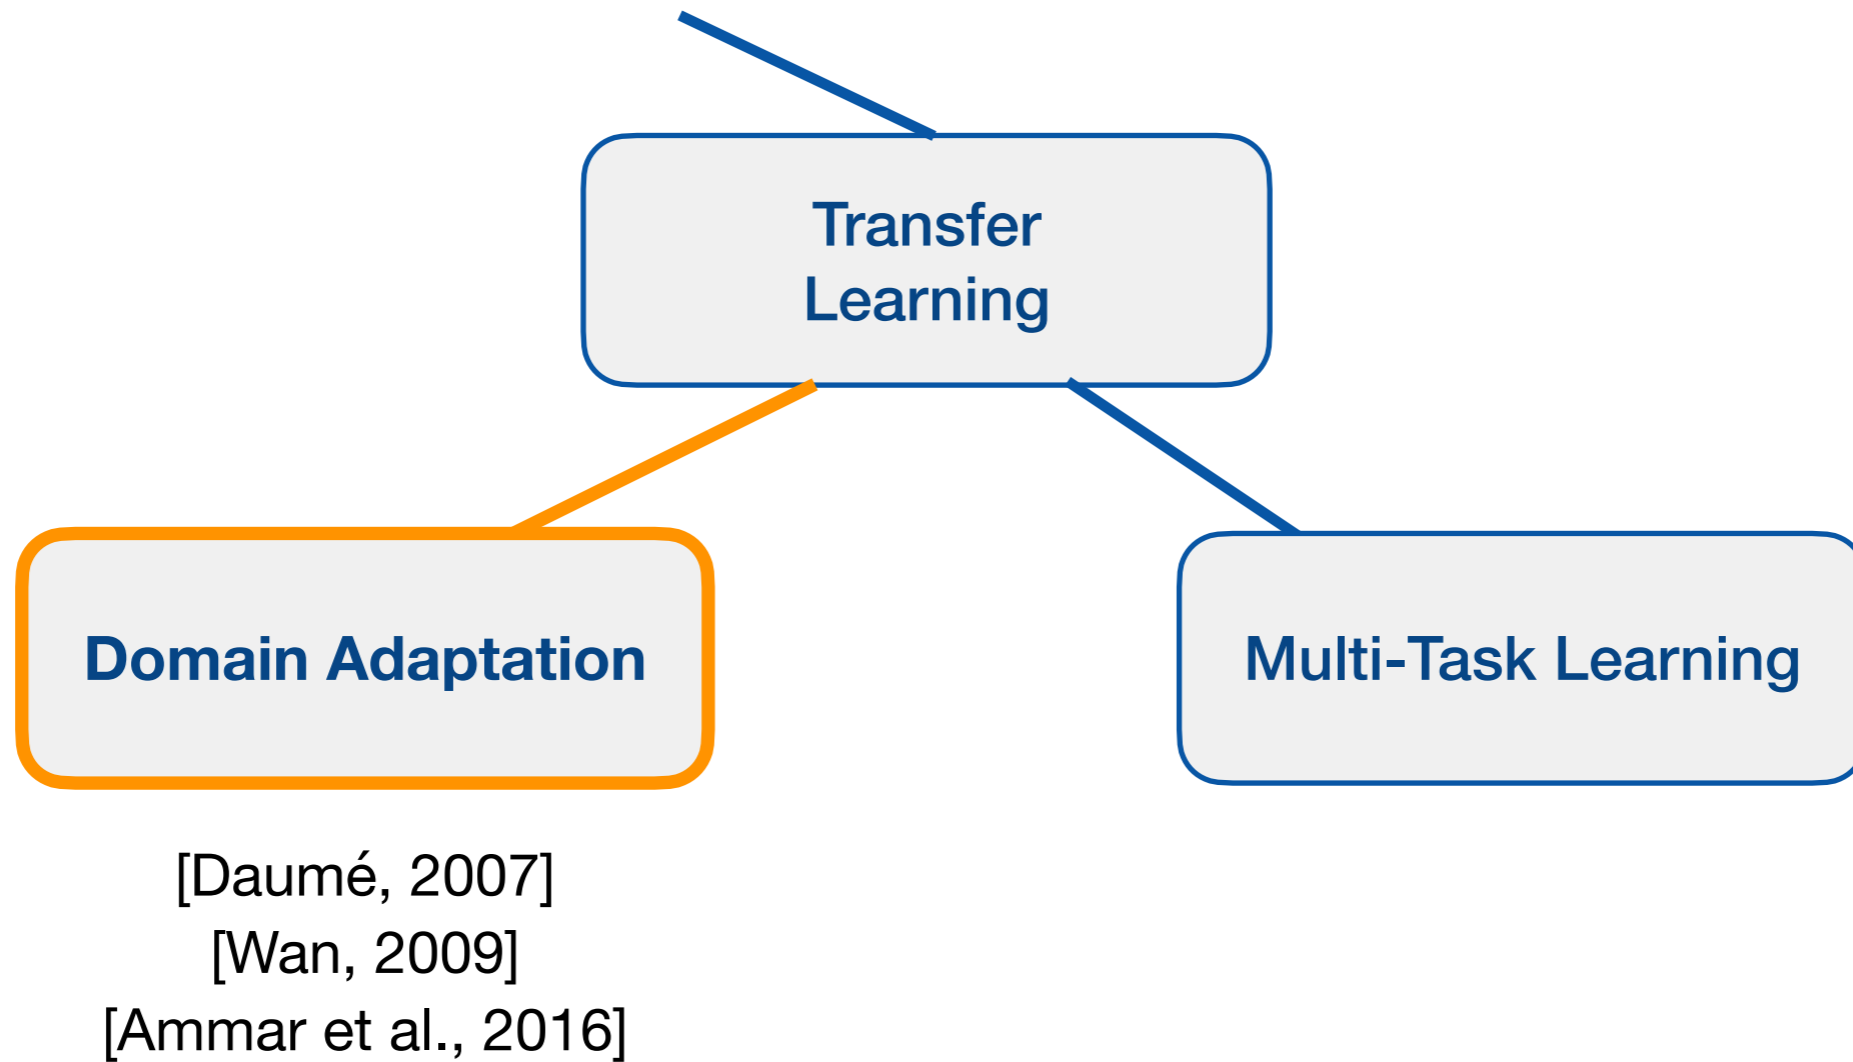 Transfer
Learning
Domain Adaptation
Multi-Task Learning
[Daumé, 2007]
[Wan, 2009]
[Ammar et al., 2016]